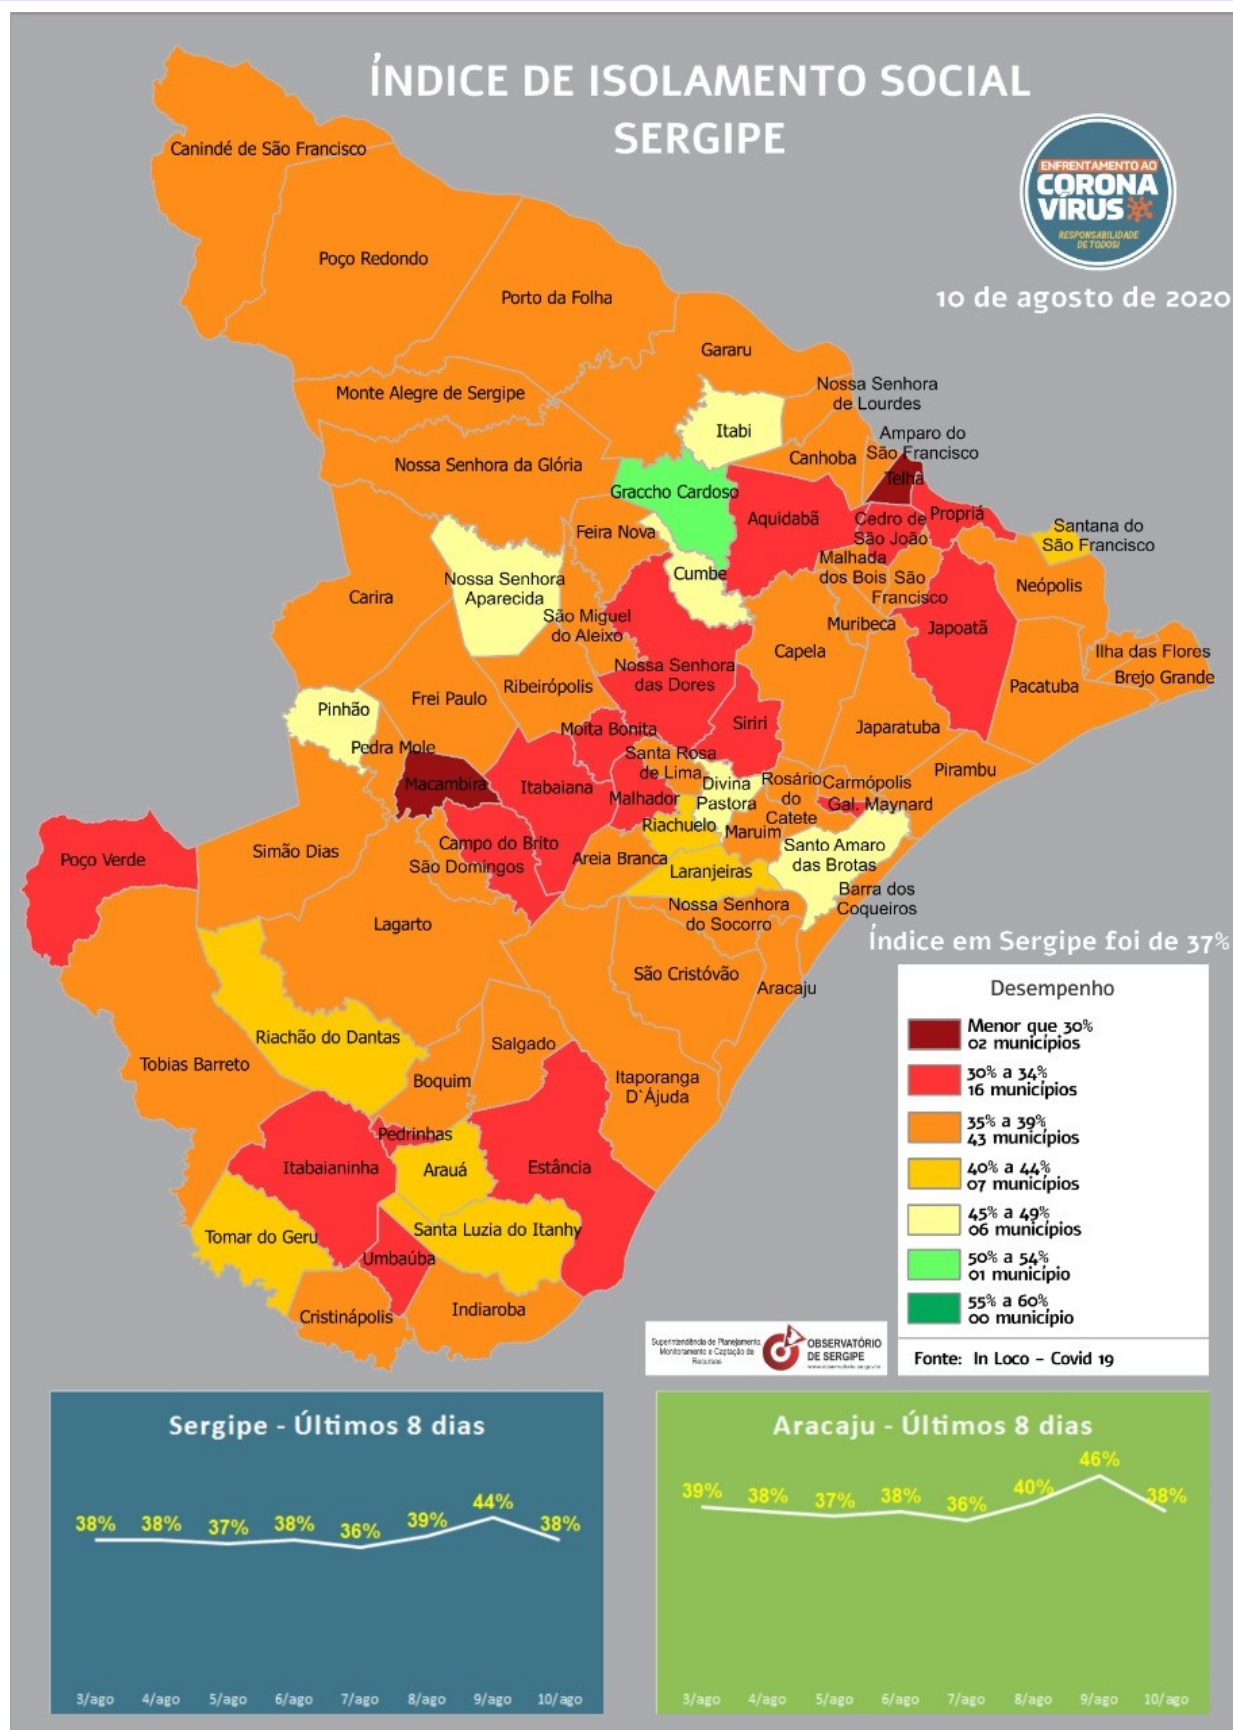 ÍNDICE DE ISOLAMENTO SOCIAL
SERGIPE
ENFRENTAMENTO AO
CORONA
VÍRUS
RESPONSABILIDADE
DE TODOS!
10 de agosto de 2020
Canindé de São Francisco
Poço Redondo
Porto da Folha
Gararu
Monte Alegre de Sergipe
Nossa Senhora
de Lourdes
Itabi
Amparo do
São Francisco
Canhoba
Nossa Senhora da Glória
Telha
Graccho Cardoso
Aquidabã
Cedro de
São João
Propriá
Santana do
São Francisco
Feira Nova
Malhada
dos Bois
São
Francisco
Neópolis
Cumbe
Nossa Senhora
Aparecida
Carira
São Miguel
do Aleixo
Muribeca
Japoatã
Capela
Ilha das Flores
Brejo Grande
Nossa Senhora
das Dores
Ribeirópolis
Pacatuba
Frei Paulo
Pinhão
Siriri
Moita Bonita
Japaratuba
Pedra Mole
Santa Rosa
de Lima
Pirambu
Macambira
Itabaiana
Divina
Pastora
Rosário
do
Catete
Carmópolis
Malhador
Gal. Maynard
Riachuelo
Maruim
Campo do Brito
Santo Amaro
das Brotas
Simão Dias
Poço Verde
São Domingos
Areia Branca
Laranjeiras
Barra dos
Coqueiros
Nossa Senhora
do Socorro
Lagarto
São Cristóvão
Aracaju
Riachão do Dantas
Salgado
Tobias Barreto
Boquim
Itaporanga
D`Ájuda
Pedrinhas
Itabaianinha
Arauá
Estância
Tomar do Geru
Santa Luzia do Itanhy
Umbaúba
Cristinápolis
Indiaroba
Índice em Sergipe foi de 37%
Desempenho
Menor que 30%
02 municípios
30% a 34%
16 municípios
35% a 39%
43 municípios
40% a 44%
07 municípios
45% a 49%
06 municípios
50% a 54%
01 município
55% a 60%
00 município
Fonte: In Loco – Covid 19
Superintendência de Planejamento,
Monitoramento e Captação de
Recursos
OBSERVATÓRIO
DE SERGIPE
www.observatorio.se.gov.br
Sergipe - Últimos 8 dias
38% 38% 37% 38% 36% 39% 44% 38%
3/ago 4/ago 5/ago 6/ago 7/ago 8/ago 9/ago 10/ago
Aracaju - Últimos 8 dias
39% 38% 37% 38% 36% 40% 46% 38%
3/ago 4/ago 5/ago 6/ago 7/ago 8/ago 9/ago 10/ago